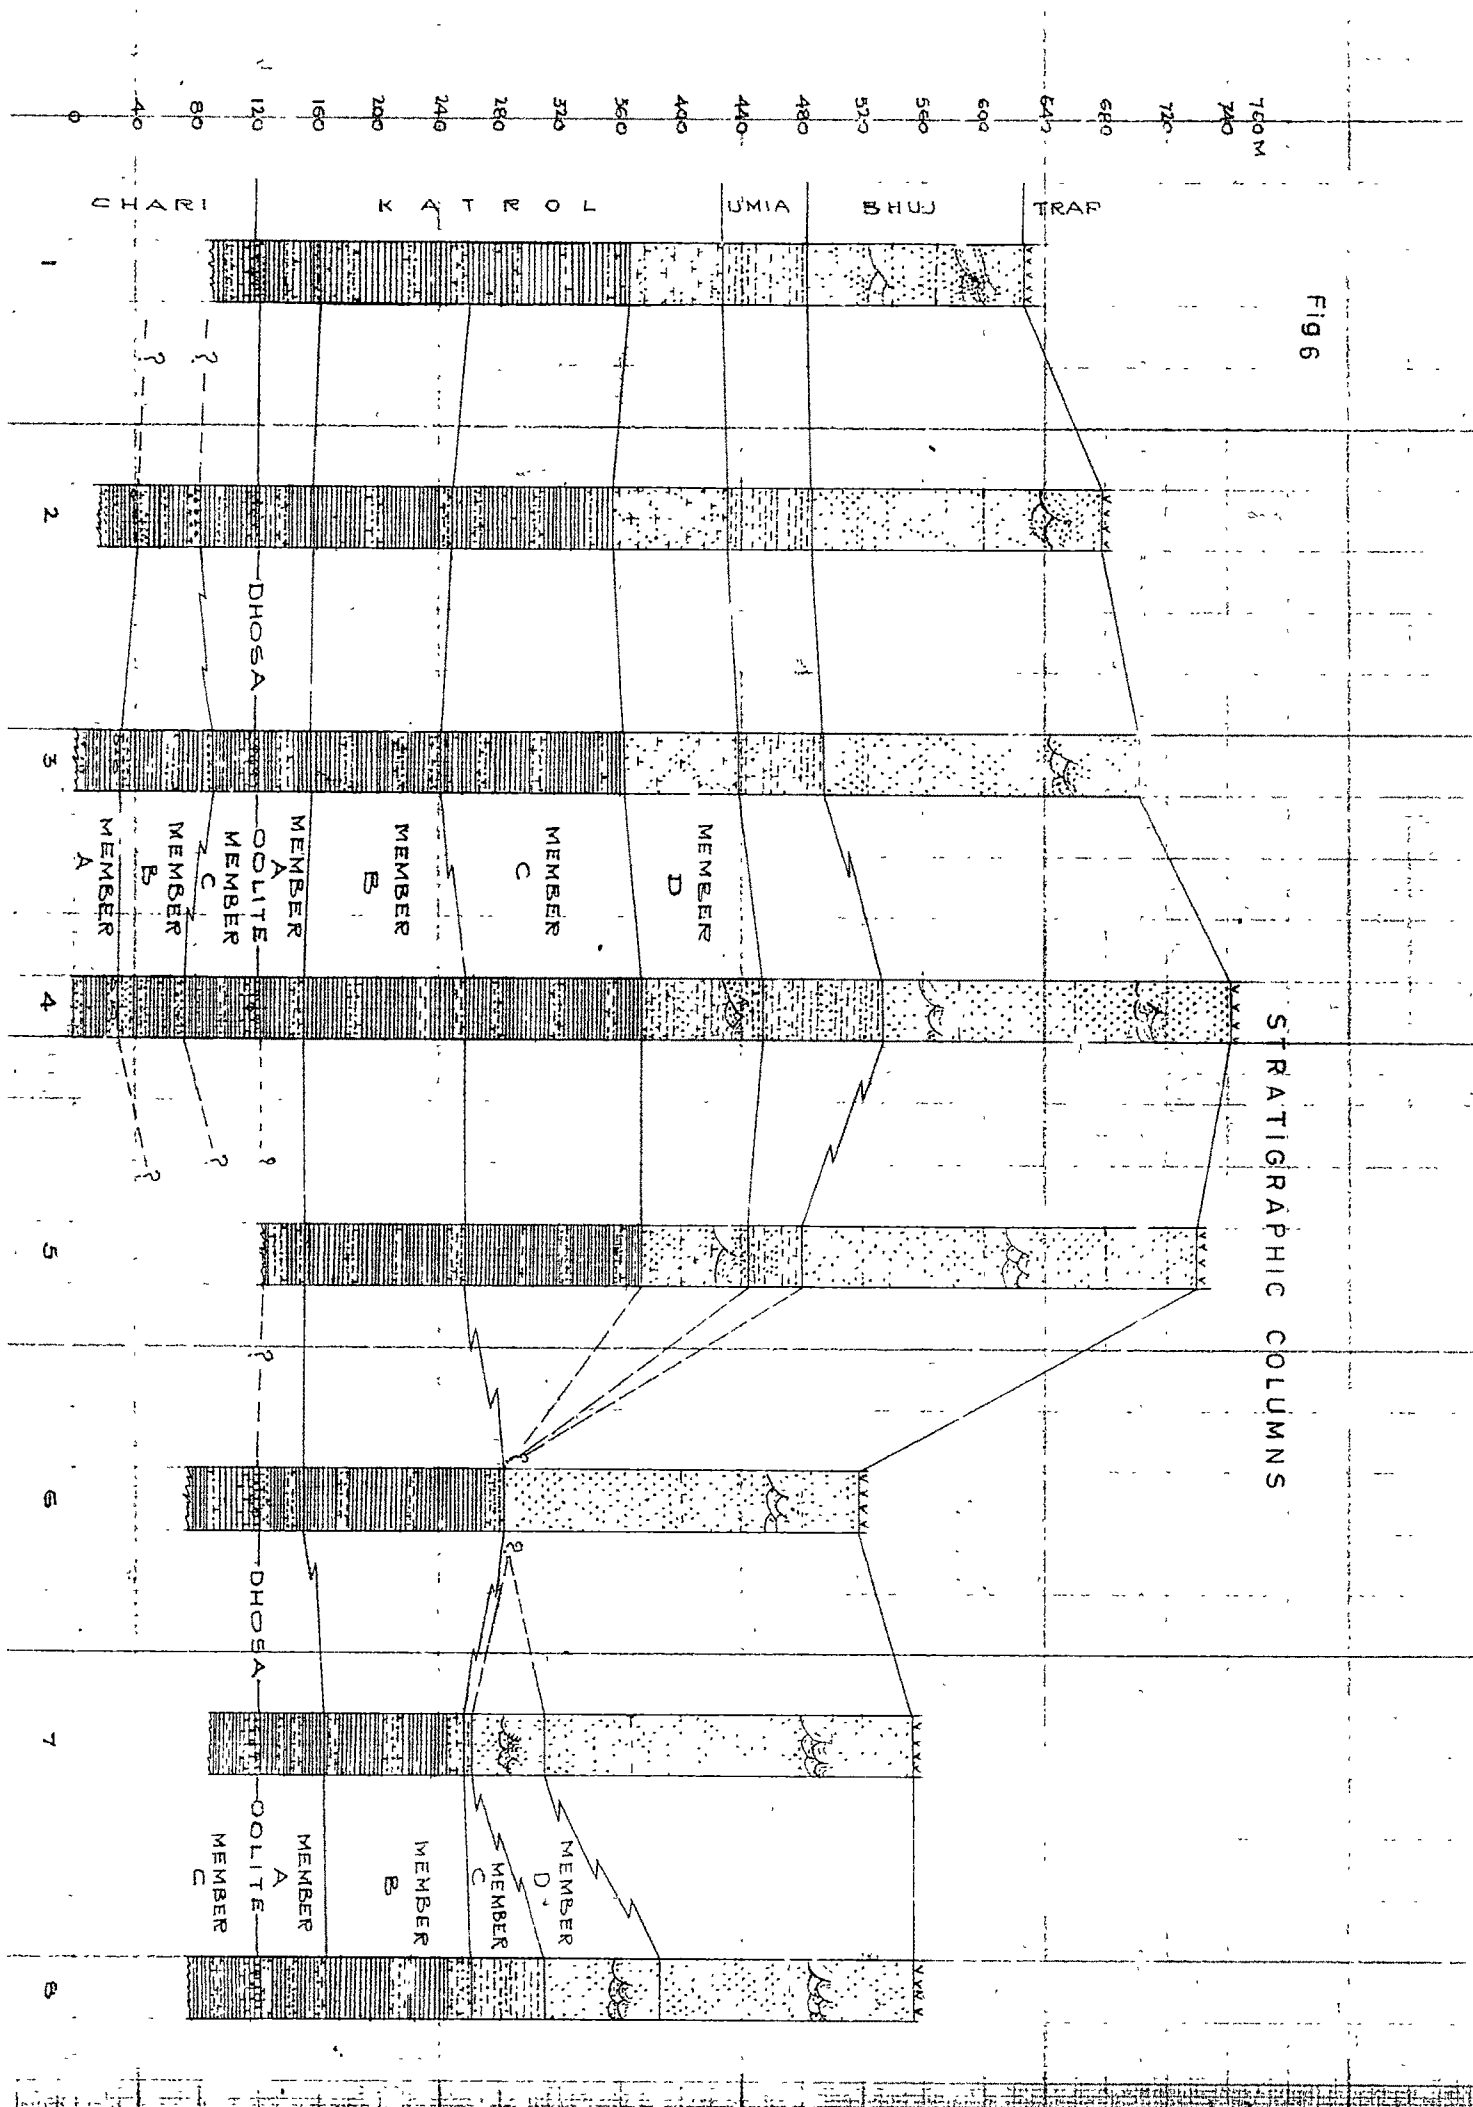 Fig 6
STRATIGRAPHIC COLUMNS
760 M
740
720
680
640
600
560
520
480
440
400
360
320
280
240
200
160
120
80
40
0
TRAP
BHUJ
UMIA
KATROL
CHARI
1
2
3
4
5
6
7
8
DHOSA OOLITE
MEMBER
D
MEMBER
C
MEMBER
B
MEMBER
A
MEMBER
C
MEMBER
B
MEMBER
A
?
?
?
?
?
?
?
?
DHOSA OOLITE
MEMBER
D
MEMBER
C
MEMBER
B
MEMBER
A
MEMBER
C